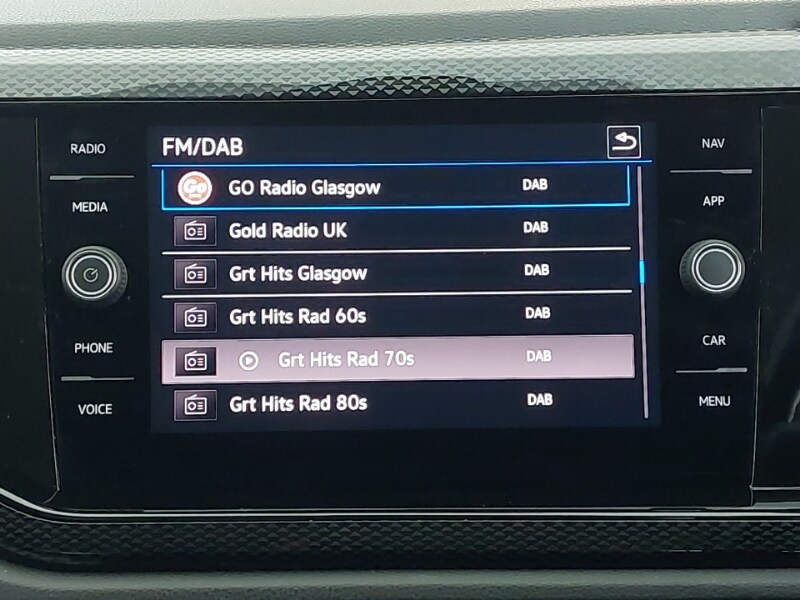 RADIO
FM/DAB
NAV
MEDIA
Go
GO Radio Glasgow DAB
APP
Gold Radio UK DAB
Grt Hits Glasgow DAB
Grt Hits Rad 60s DAB
PHONE
Grt Hits Rad 70s DAB
CAR
VOICE
Grt Hits Rad 80s DAB
MENU